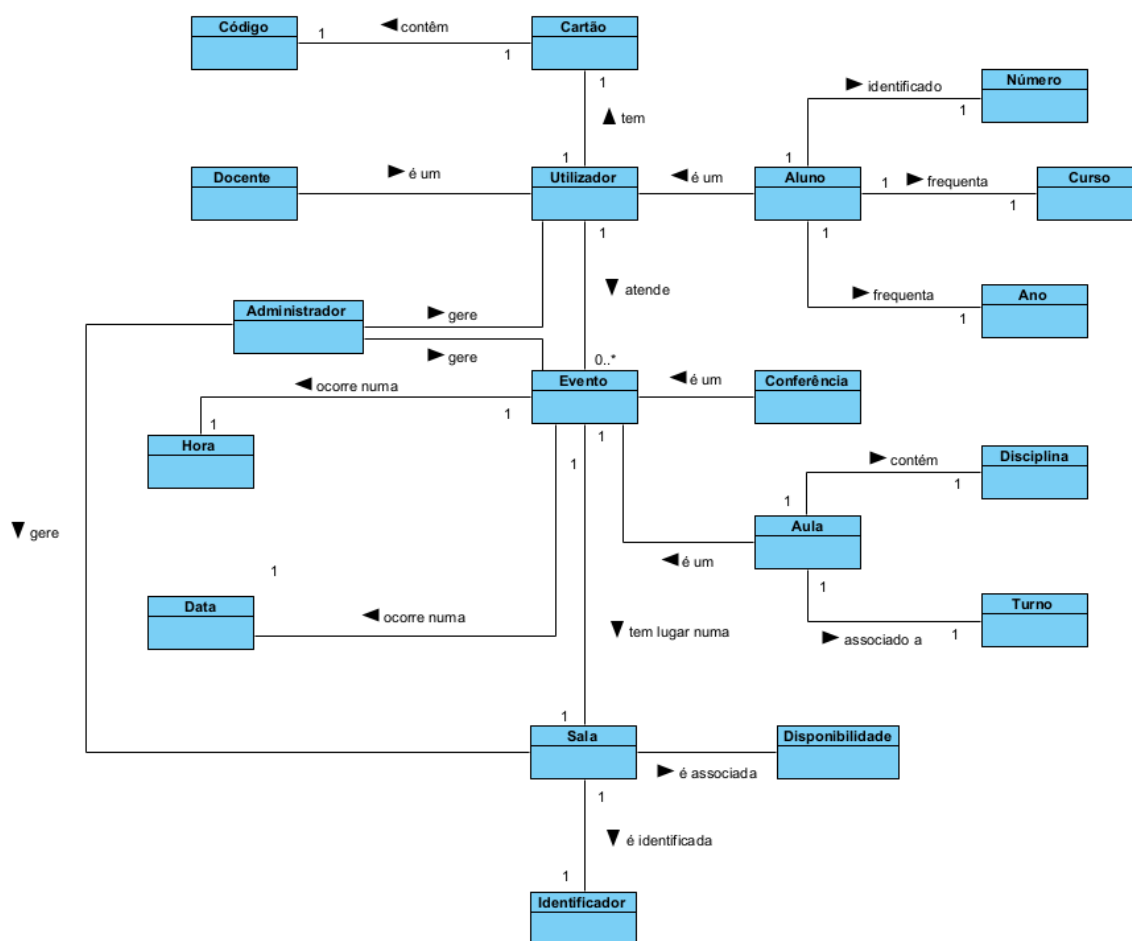 Código
1
◄ contêm
1
Cartão
1
▲ tem
1
► identificado
Número
1
1
Docente
► é um
Utilizador
1
◄ é um
Aluno
1
► frequenta
1
Curso
1
▼ atende
► frequenta
1
Ano
Administrador
► gere
► gere
0..*
◄ ocorre numa
1
Hora
1
Evento
1
1
◄ é um
Conferência
► contém
1
Disciplina
1
Aula
1
◄ é um
► associado a
1
Turno
▼ gere
1
Data
◄ ocorre numa
▼ tem lugar numa
1
Sala
1
► é associada
Disponibilidade
▼ é identificada
1
Identificador